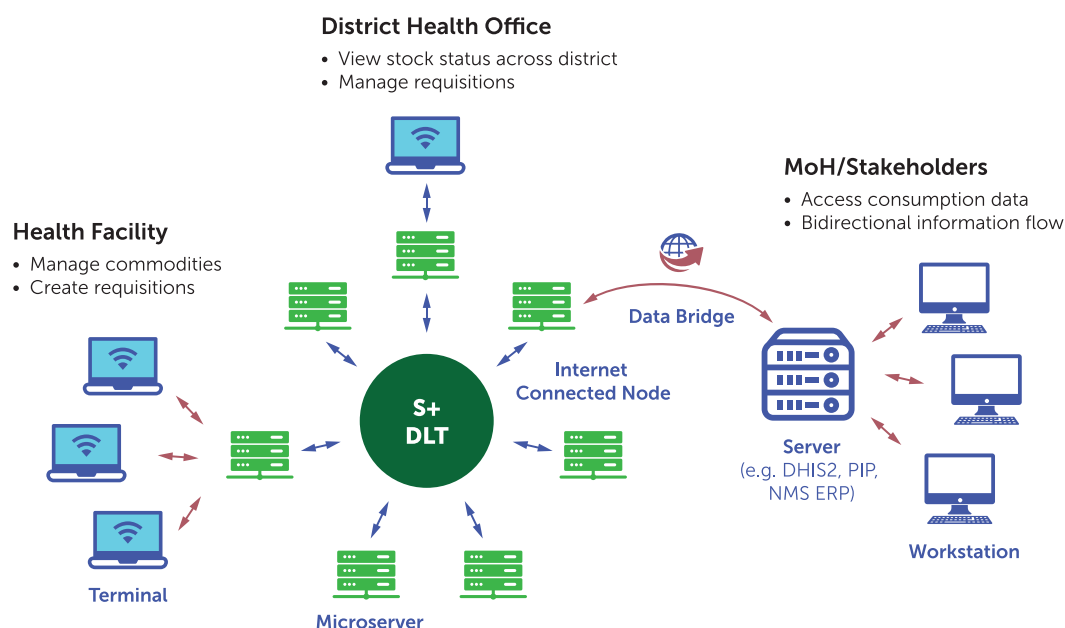 District Health Office
• View stock status across district
• Manage requisitions
MoH/Stakeholders
• Access consumption data
• Bidirectional information flow
Health Facility
• Manage commodities
• Create requisitions
Data Bridge
Internet
Connected Node
S+
DLT
Server
(e.g. DHIS2, PIP,
NMS ERP)
Workstation
Terminal
Microserver